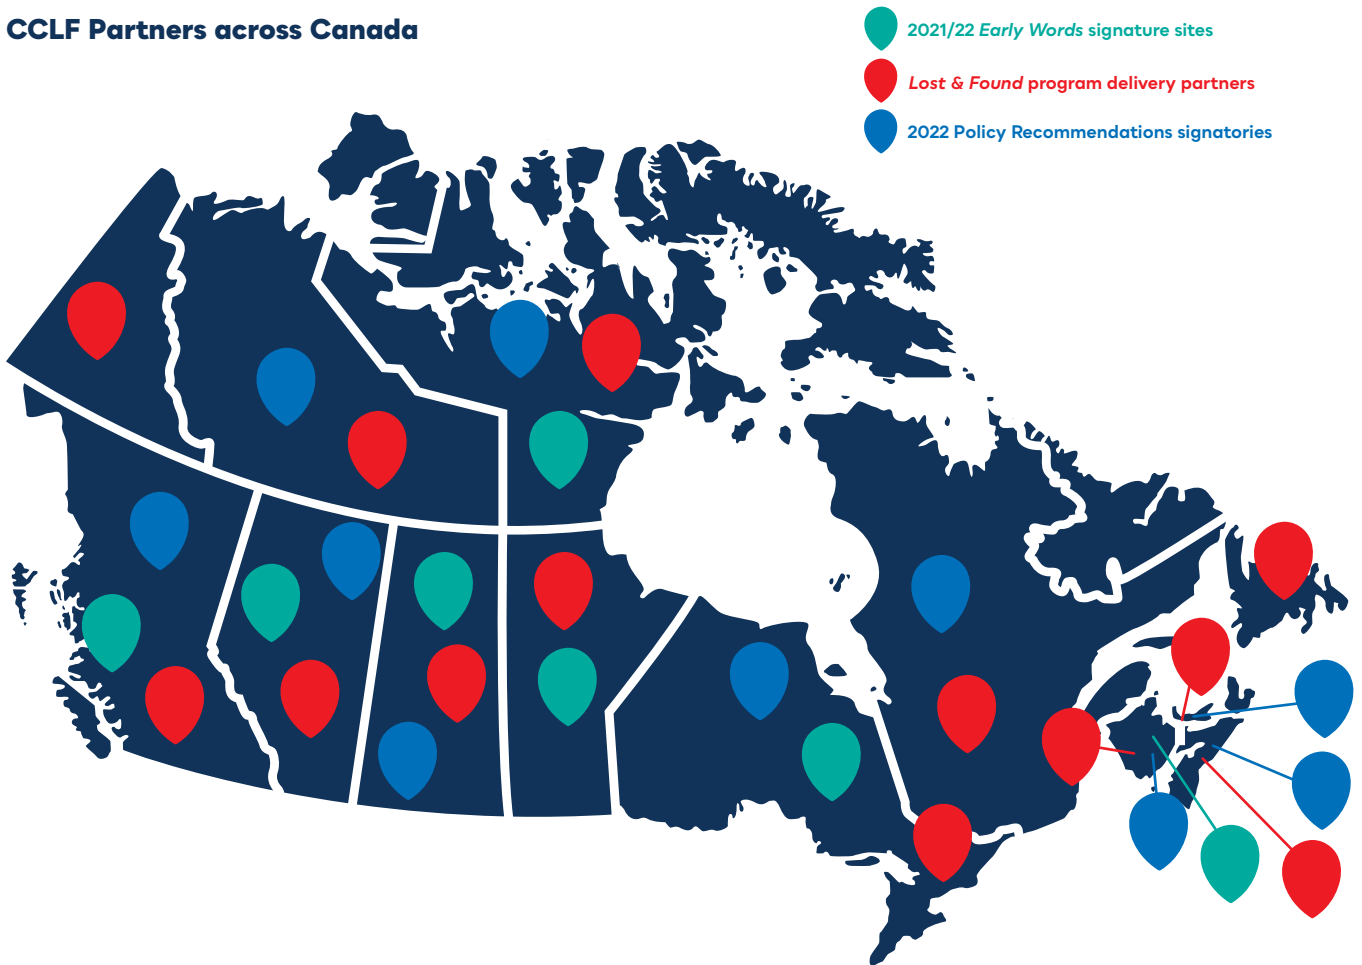 CCLF Partners across Canada
2021/22 Early Words signature sites
Lost & Found program delivery partners
2022 Policy Recommendations signatories